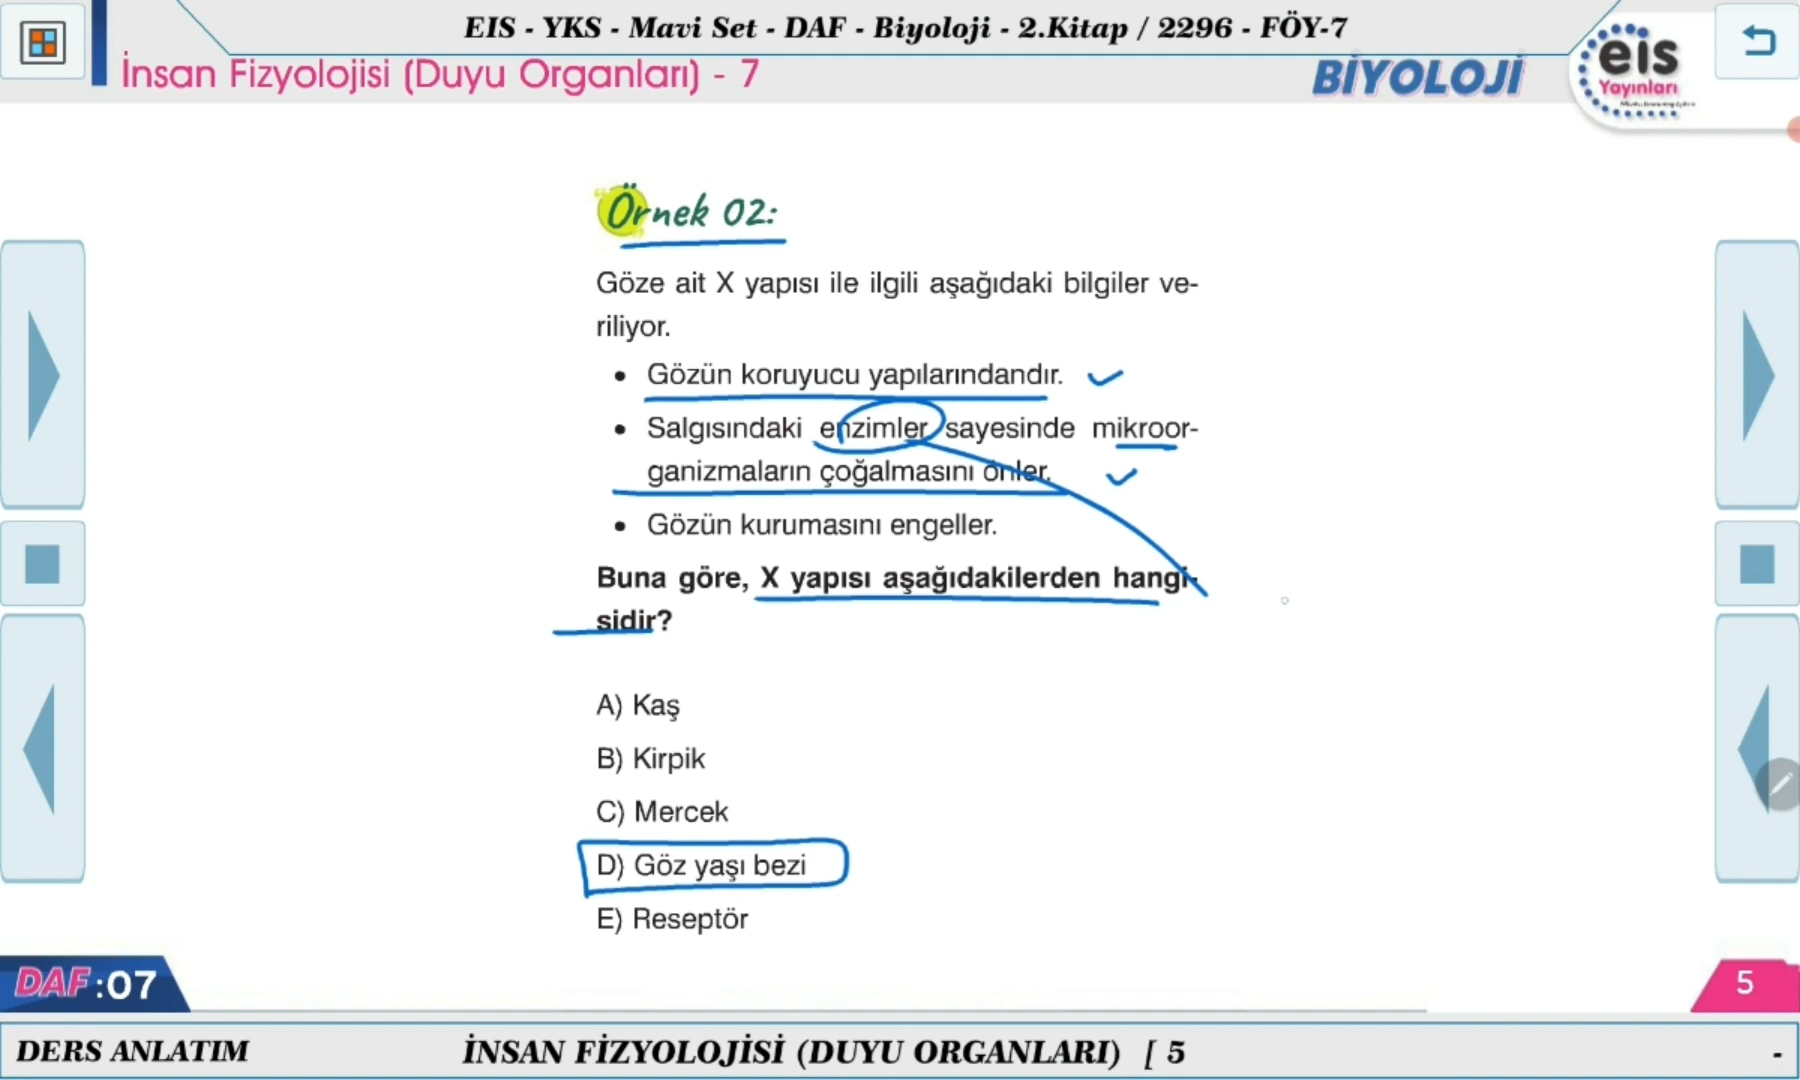 EIS - YKS - Mavi Set - DAF - Biyoloji - 2.Kitap / 2296 - FÖY-7
İnsan Fizyolojisi (Duyu Organları) - 7
BİYOLOJİ
eis
Yayınları
Örnek 02:
Göze ait X yapısı ile ilgili aşağıdaki bilgiler ve-
riliyor.
• Gözün koruyucu yapılarındandır.
• Salgısındaki enzimler sayesinde mikroor-
ganizmaların çoğalmasını önler.
• Gözün kurumasını engeller.
Buna göre, X yapısı aşağıdakilerden hangi-
sidir?
A) Kaş
B) Kirpik
C) Mercek
D) Göz yaşı bezi
E) Reseptör
DAF:07
5
DERS ANLATIM
İNSAN FİZYOLOJİSİ (DUYU ORGANLARI) [ 5
-